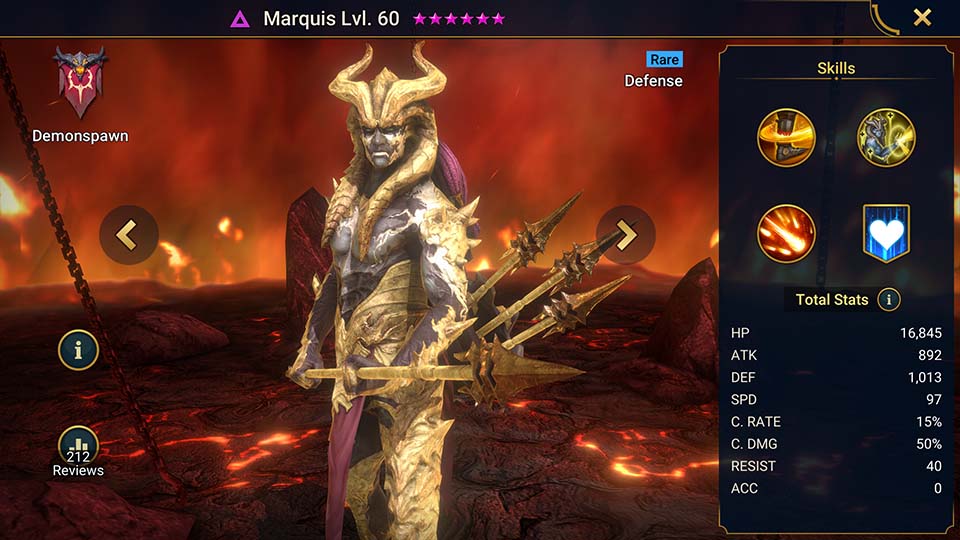 Marquis Lvl. 60
Demonspawn
Rare
Defense
212
Reviews
Skills
Total Stats
HP 16,845
ATK 892
DEF 1,013
SPD 97
C. RATE 15%
C. DMG 50%
RESIST 40
ACC 0